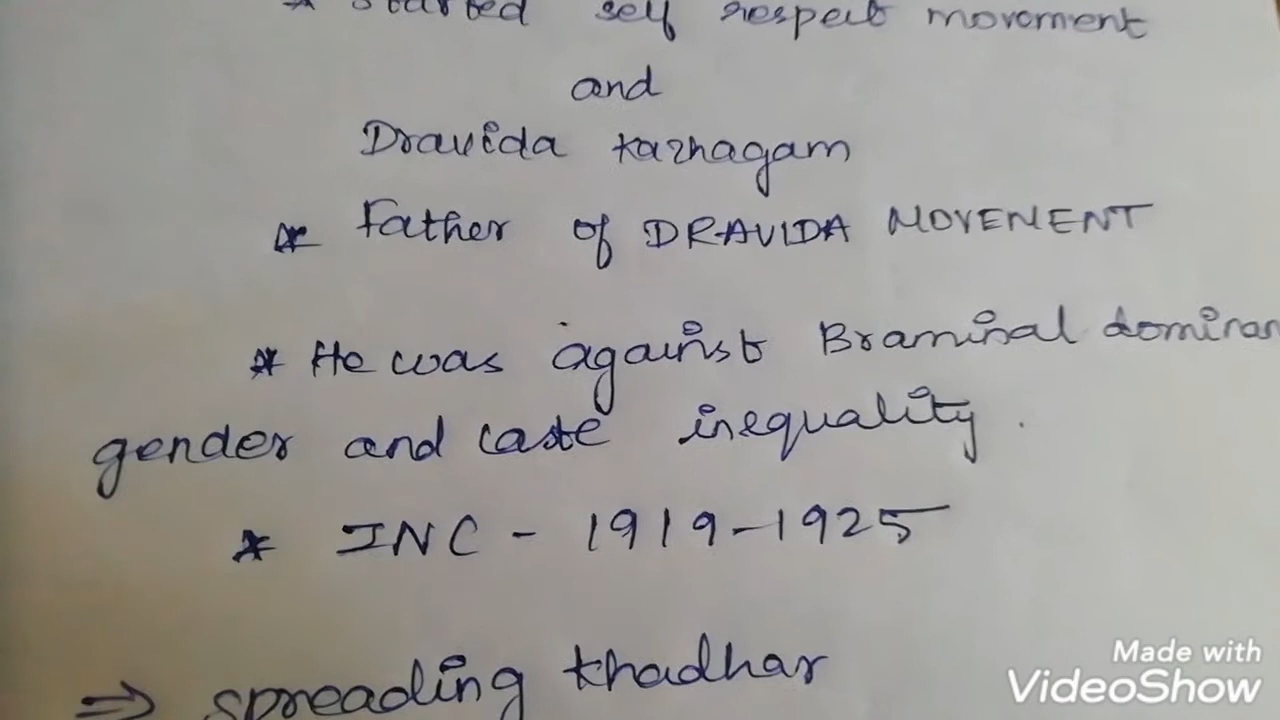 * Started self respect movement
and
Dravida kazhagam
* Father of DRAVIDA MOVEMENT
* He was against Braminal dominan
gender and caste inequality.
* INC - 1919-1925
⇒ spreading khadhar
Made with
VideoShow